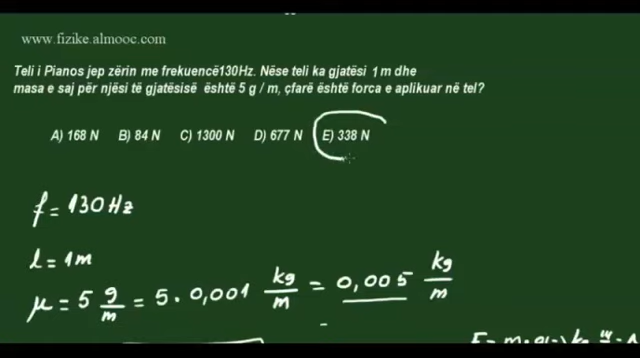 www.fizike.almooc.com
Teli i Pianos jep zërin me frekuencë130Hz. Nëse teli ka gjatësi 1 m dhe
masa e saj për njësi të gjatësisë është 5 g / m, çfarë është forca e aplikuar në tel?
A) 168 N B) 84 N C) 1300 N D) 677 N E) 338 N
f = 130 Hz
l = 1m
μ = 5 g/m = 5 · 0,001 kg/m = 0,005 kg/m